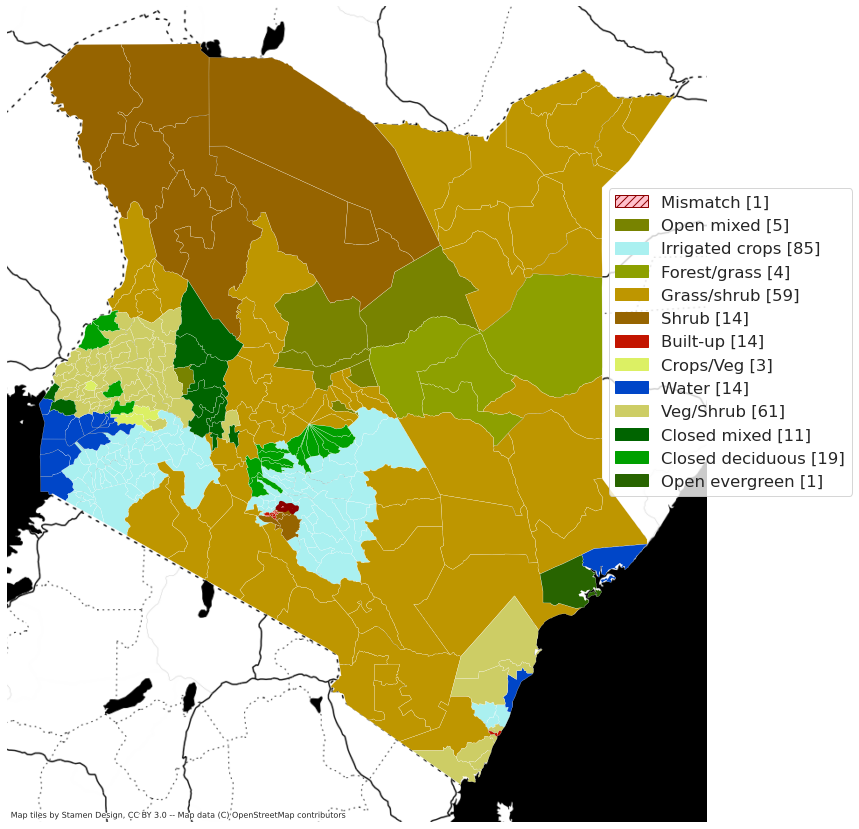 Mismatch [1]
Open mixed [5]
Irrigated crops [85]
Forest/grass [4]
Grass/shrub [59]
Shrub [14]
Built-up [14]
Crops/Veg [3]
Water [14]
Veg/Shrub [61]
Closed mixed [11]
Closed deciduous [19]
Open evergreen [1]
Map tiles by Stamen Design, CC BY 3.0 -- Map data (C) OpenStreetMap contributors